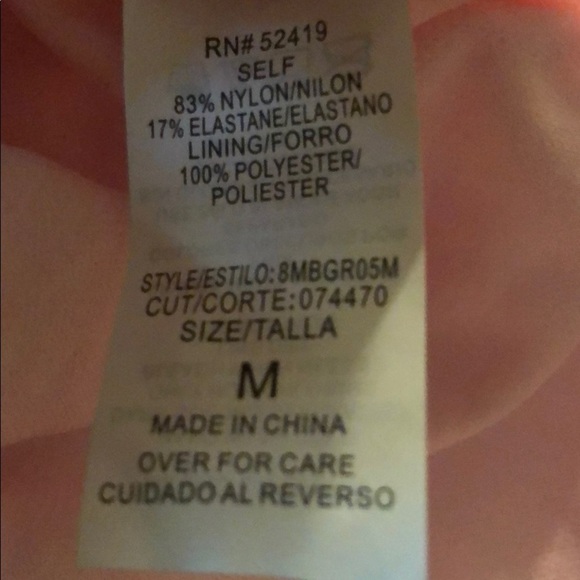 RN# 52419
SELF
83% NYLON/NILON
17% ELASTANE/ELASTANO
LINING/FORRO
100% POLYESTER/
POLIESTER
STYLE/ESTILO: 8MBGR05M
CUT/CORTE: 074470
SIZE/TALLA
M
MADE IN CHINA
OVER FOR CARE
CUIDADO AL REVERSO